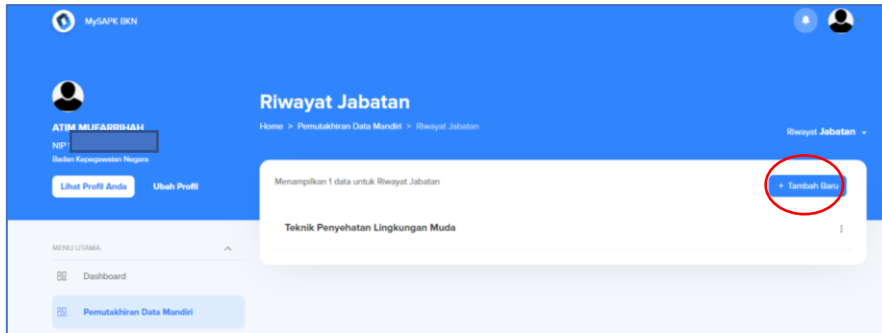 MySAPK BKN
ATIM MUFARRIHAH
NIP
Badan Kepegawaian Negara
Lihat Profil Anda
Ubah Profil
Riwayat Jabatan
Home > Pemutakhiran Data Mandiri > Riwayat Jabatan
Riwayat Jabatan
Menampilkan 1 data untuk Riwayat Jabatan
+ Tambah Baru
Teknik Penyehatan Lingkungan Muda
MENU UTAMA
Dashboard
Pemutakhiran Data Mandiri